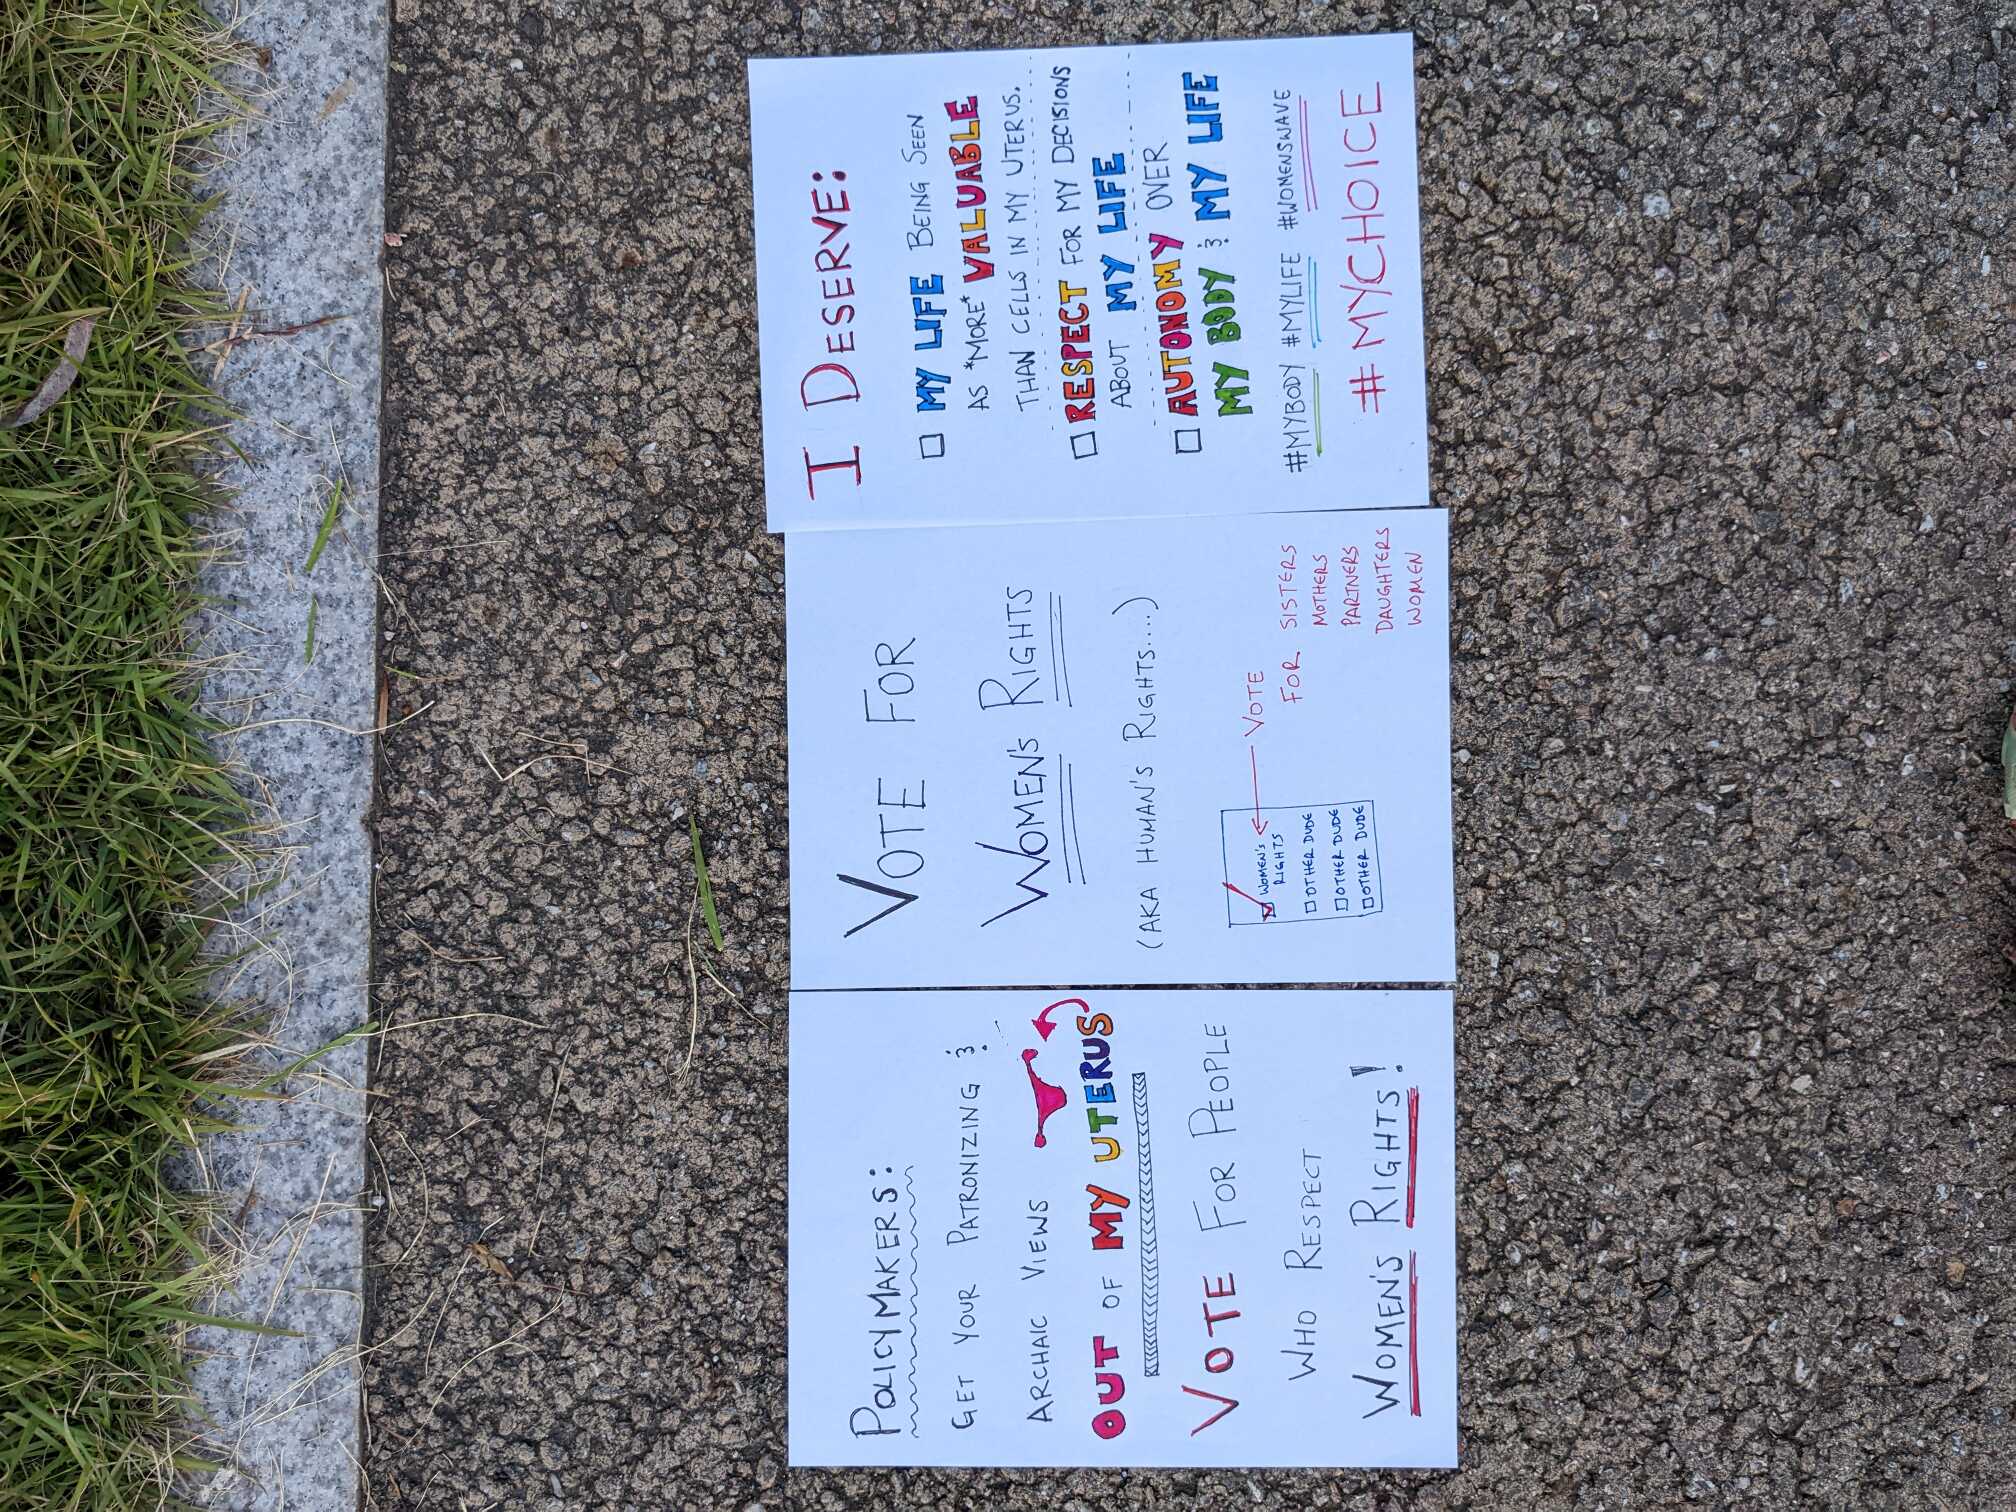 POLICYMAKERS:
GET YOUR PATRONIZING &
ARCHAIC VIEWS
OUT OF MY UTERUS
VOTE FOR PEOPLE
WHO RESPECT
WOMEN'S RIGHTS!
VOTE FOR
WOMEN'S RIGHTS
(AKA HUMAN'S RIGHTS....)
WOMEN'S
RIGHTS
OTHER DUDE
OTHER DUDE
OTHER DUDE
VOTE
FOR SISTERS
MOTHERS
PARTNERS
DAUGHTERS
WOMEN
I DESERVE:
MY LIFE BEING SEEN
AS *MORE* VALUABLE
THAN CELLS IN MY UTERUS.
RESPECT FOR MY DECISIONS
ABOUT MY LIFE
AUTONOMY OVER
MY BODY & MY LIFE
#MYBODY #MYLIFE #WOMENSWAVE
#MYCHOICE